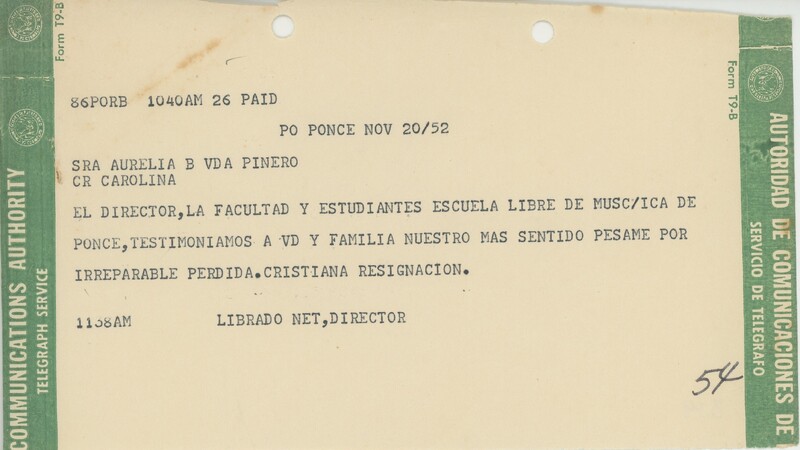 Form T9-B
COMMUNICATIONS AUTHORITY
TELEGRAPH SERVICE
86PORB 1040AM 26 PAID
PO PONCE NOV 20/52
SRA AURELIA B VDA PINERO
CR CAROLINA
EL DIRECTOR,LA FACULTAD Y ESTUDIANTES ESCUELA LIBRE DE MUSC/ICA DE
PONCE,TESTIMONIAMOS A VD Y FAMILIA NUESTRO MAS SENTIDO PESAME POR
IRREPARABLE PERDIDA.CRISTIANA RESIGNACION.
1138AM LIBRADO NET,DIRECTOR
54
Form T9-B
AUTORIDAD DE COMUNICACIONES DE
SERVICIO DE TELEGRAFO